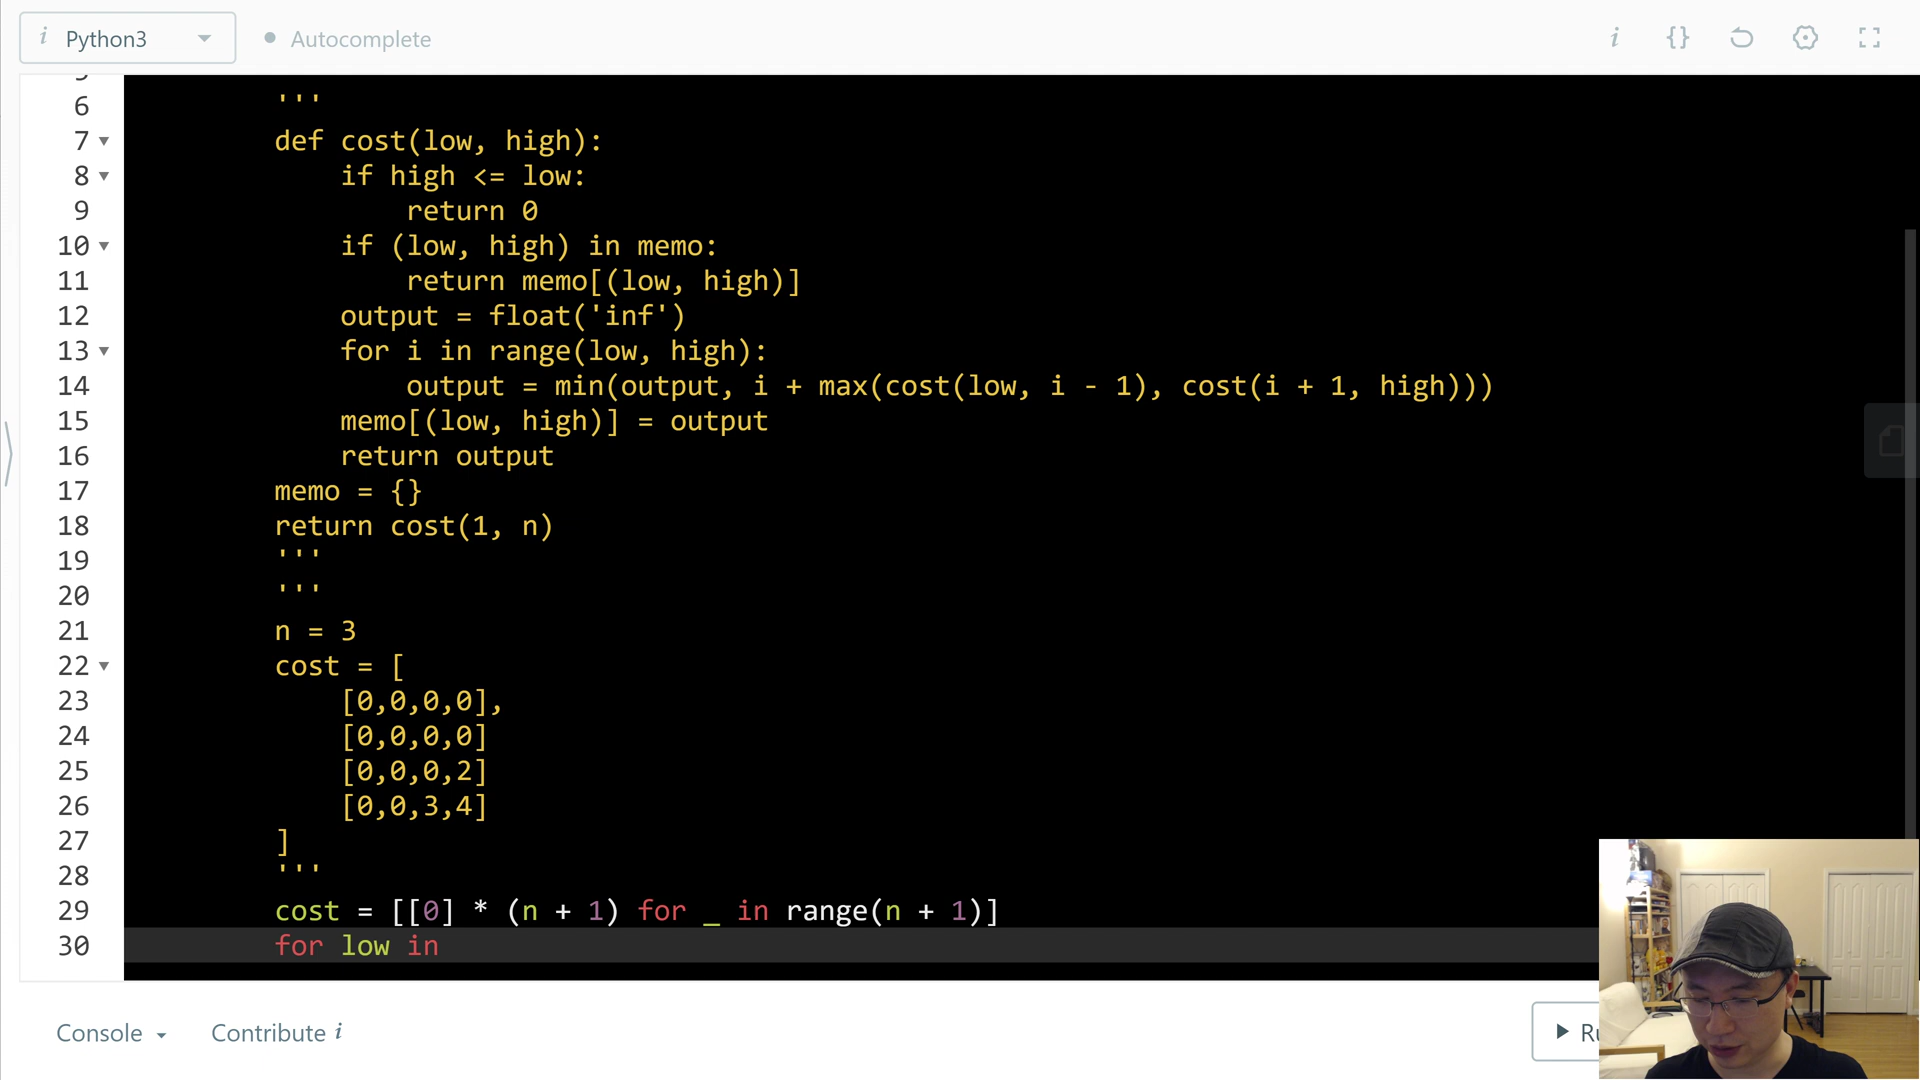 i Python3
Autocomplete
i {}
6 '''
7 def cost(low, high):
8 if high <= low:
9 return 0
10 if (low, high) in memo:
11 return memo[(low, high)]
12 output = float('inf')
13 for i in range(low, high):
14 output = min(output, i + max(cost(low, i - 1), cost(i + 1, high)))
15 memo[(low, high)] = output
16 return output
17 memo = {}
18 return cost(1, n)
19 '''
20 '''
21 n = 3
22 cost = [
23 [0,0,0,0],
24 [0,0,0,0]
25 [0,0,0,2]
26 [0,0,3,4]
27 ]
28 '''
29 cost = [[0] * (n + 1) for _ in range(n + 1)]
30 for low in
Console Contribute i